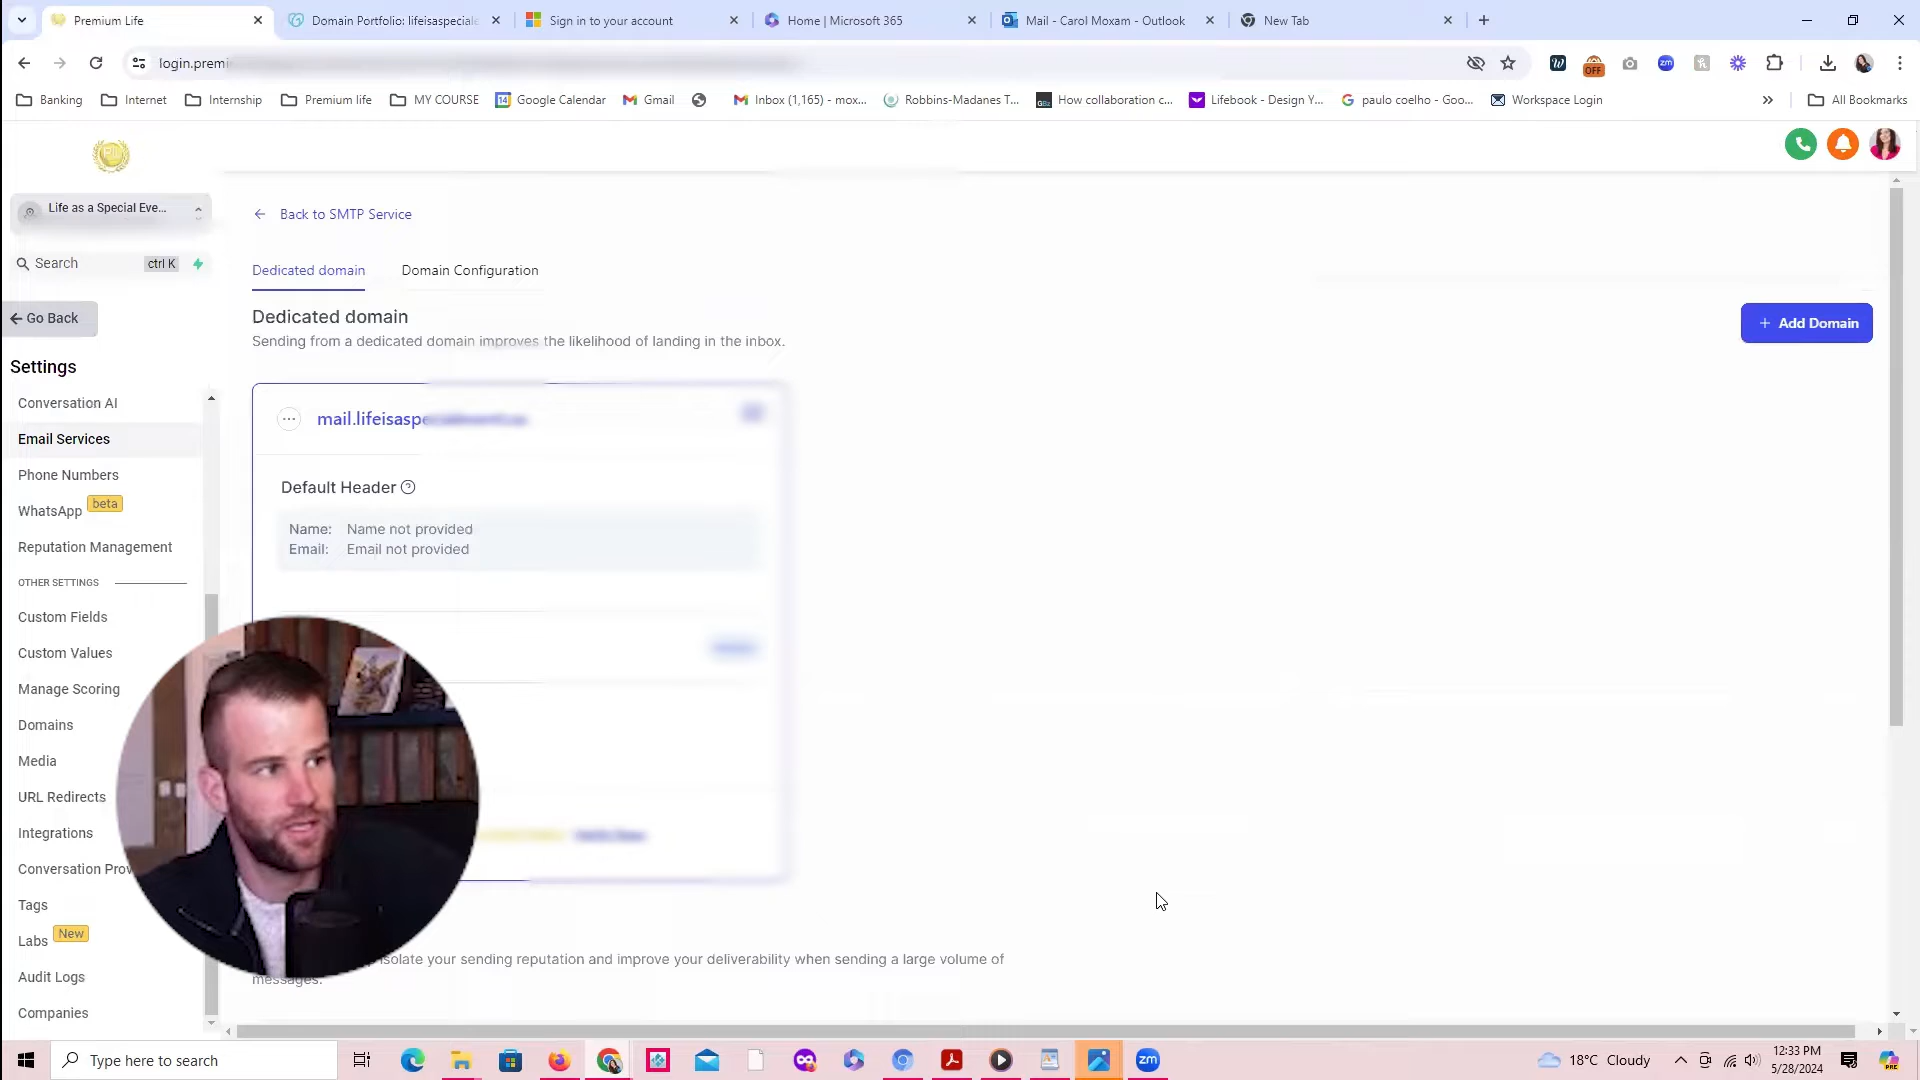 Premium Life
Domain Portfolio: lifeisaspeciale
Sign in to your account
Home | Microsoft 365
Mail - Carol Moxam - Outlook
New Tab
login.premi
OFF
Banking
Internet
Internship
Premium life
MY COURSE
Google Calendar
Gmail
Inbox (1,165) - mox...
Robbins-Madanes T...
How collaboration c...
Lifebook - Design Y...
paulo coelho - Goo...
Workspace Login
All Bookmarks
Life as a Special Eve...
Search
ctrl K
Go Back
Settings
Conversation AI
Email Services
Phone Numbers
WhatsApp beta
Reputation Management
OTHER SETTINGS
Custom Fields
Custom Values
Manage Scoring
Domains
Media
URL Redirects
Integrations
Conversation Prov
Tags
Labs New
Audit Logs
Companies
Back to SMTP Service
Dedicated domain
Domain Configuration
Dedicated domain
Sending from a dedicated domain improves the likelihood of landing in the inbox.
+ Add Domain
mail.lifeisaspe
Default Header
Name: Name not provided
Email: Email not provided
isolate your sending reputation and improve your deliverability when sending a large volume of
messages.
Type here to search
18°C Cloudy
12:33 PM
5/28/2024